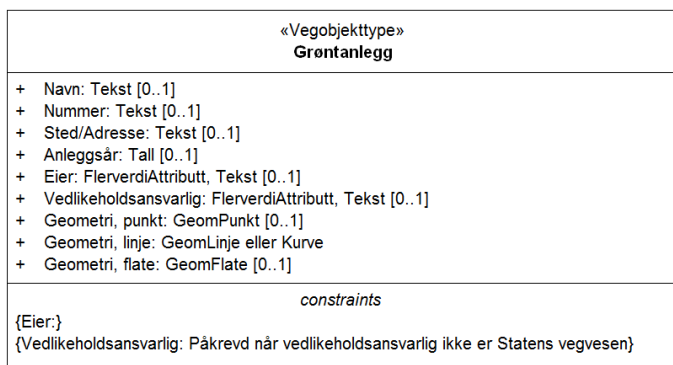 «Vegobjekttype»
Grøntanlegg
+ Navn: Tekst [0..1]
+ Nummer: Tekst [0..1]
+ Sted/Adresse: Tekst [0..1]
+ Anleggsår: Tall [0..1]
+ Eier: FlerverdiAttributt, Tekst [0..1]
+ Vedlikeholdsansvarlig: FlerverdiAttributt, Tekst [0..1]
+ Geometri, punkt: GeomPunkt [0..1]
+ Geometri, linje: GeomLinje eller Kurve
+ Geometri, flate: GeomFlate [0..1]
constraints
{Eier:}
{Vedlikeholdsansvarlig: Påkrevd når vedlikeholdsansvarlig ikke er Statens vegvesen}